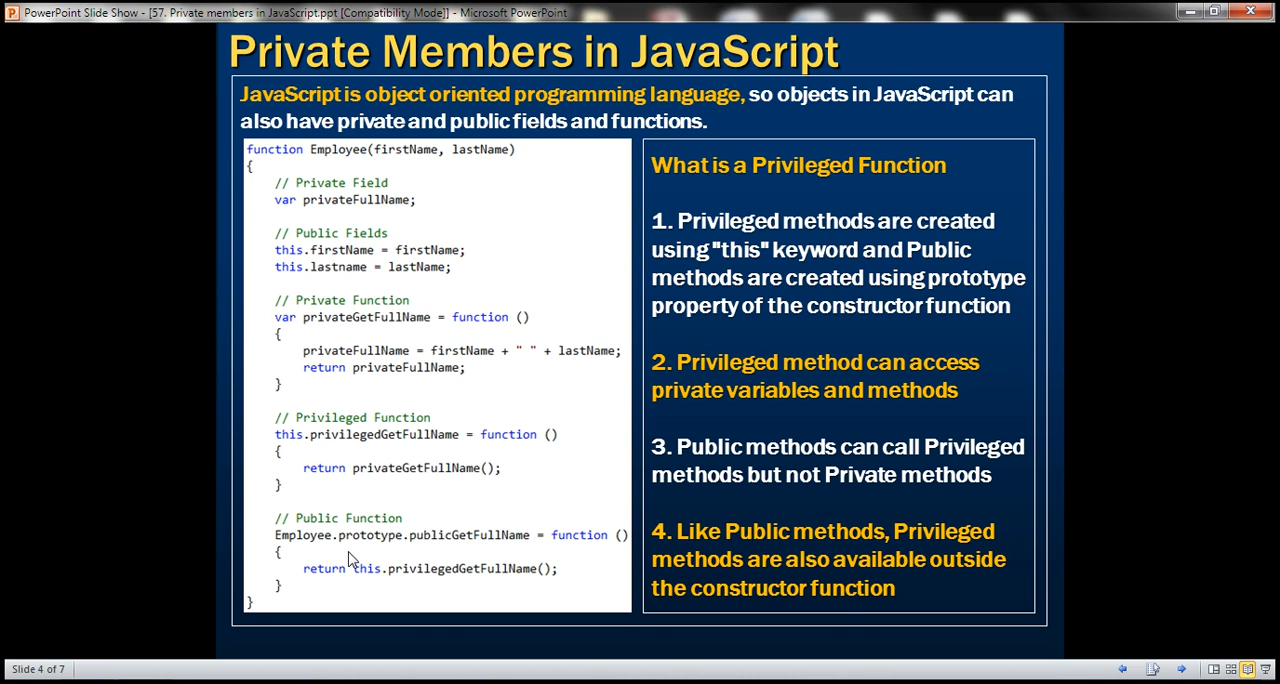 PowerPoint Slide Show - [57. Private members in JavaScript.ppt [Compatibility Mode]] - Microsoft PowerPoint
Private Members in JavaScript
JavaScript is object oriented programming language, so objects in JavaScript can
also have private and public fields and functions.
function Employee(firstName, lastName)
{
// Private Field
var privateFullName;
// Public Fields
this.firstName = firstName;
this.lastname = lastName;
// Private Function
var privateGetFullName = function ()
{
privateFullName = firstName + " " + lastName;
return privateFullName;
}
// Privileged Function
this.privilegedGetFullName = function ()
{
return privateGetFullName();
}
// Public Function
Employee.prototype.publicGetFullName = function ()
{
return this.privilegedGetFullName();
}
}
What is a Privileged Function
1. Privileged methods are created
using "this" keyword and Public
methods are created using prototype
property of the constructor function
2. Privileged method can access
private variables and methods
3. Public methods can call Privileged
methods but not Private methods
4. Like Public methods, Privileged
methods are also available outside
the constructor function
Slide 4 of 7